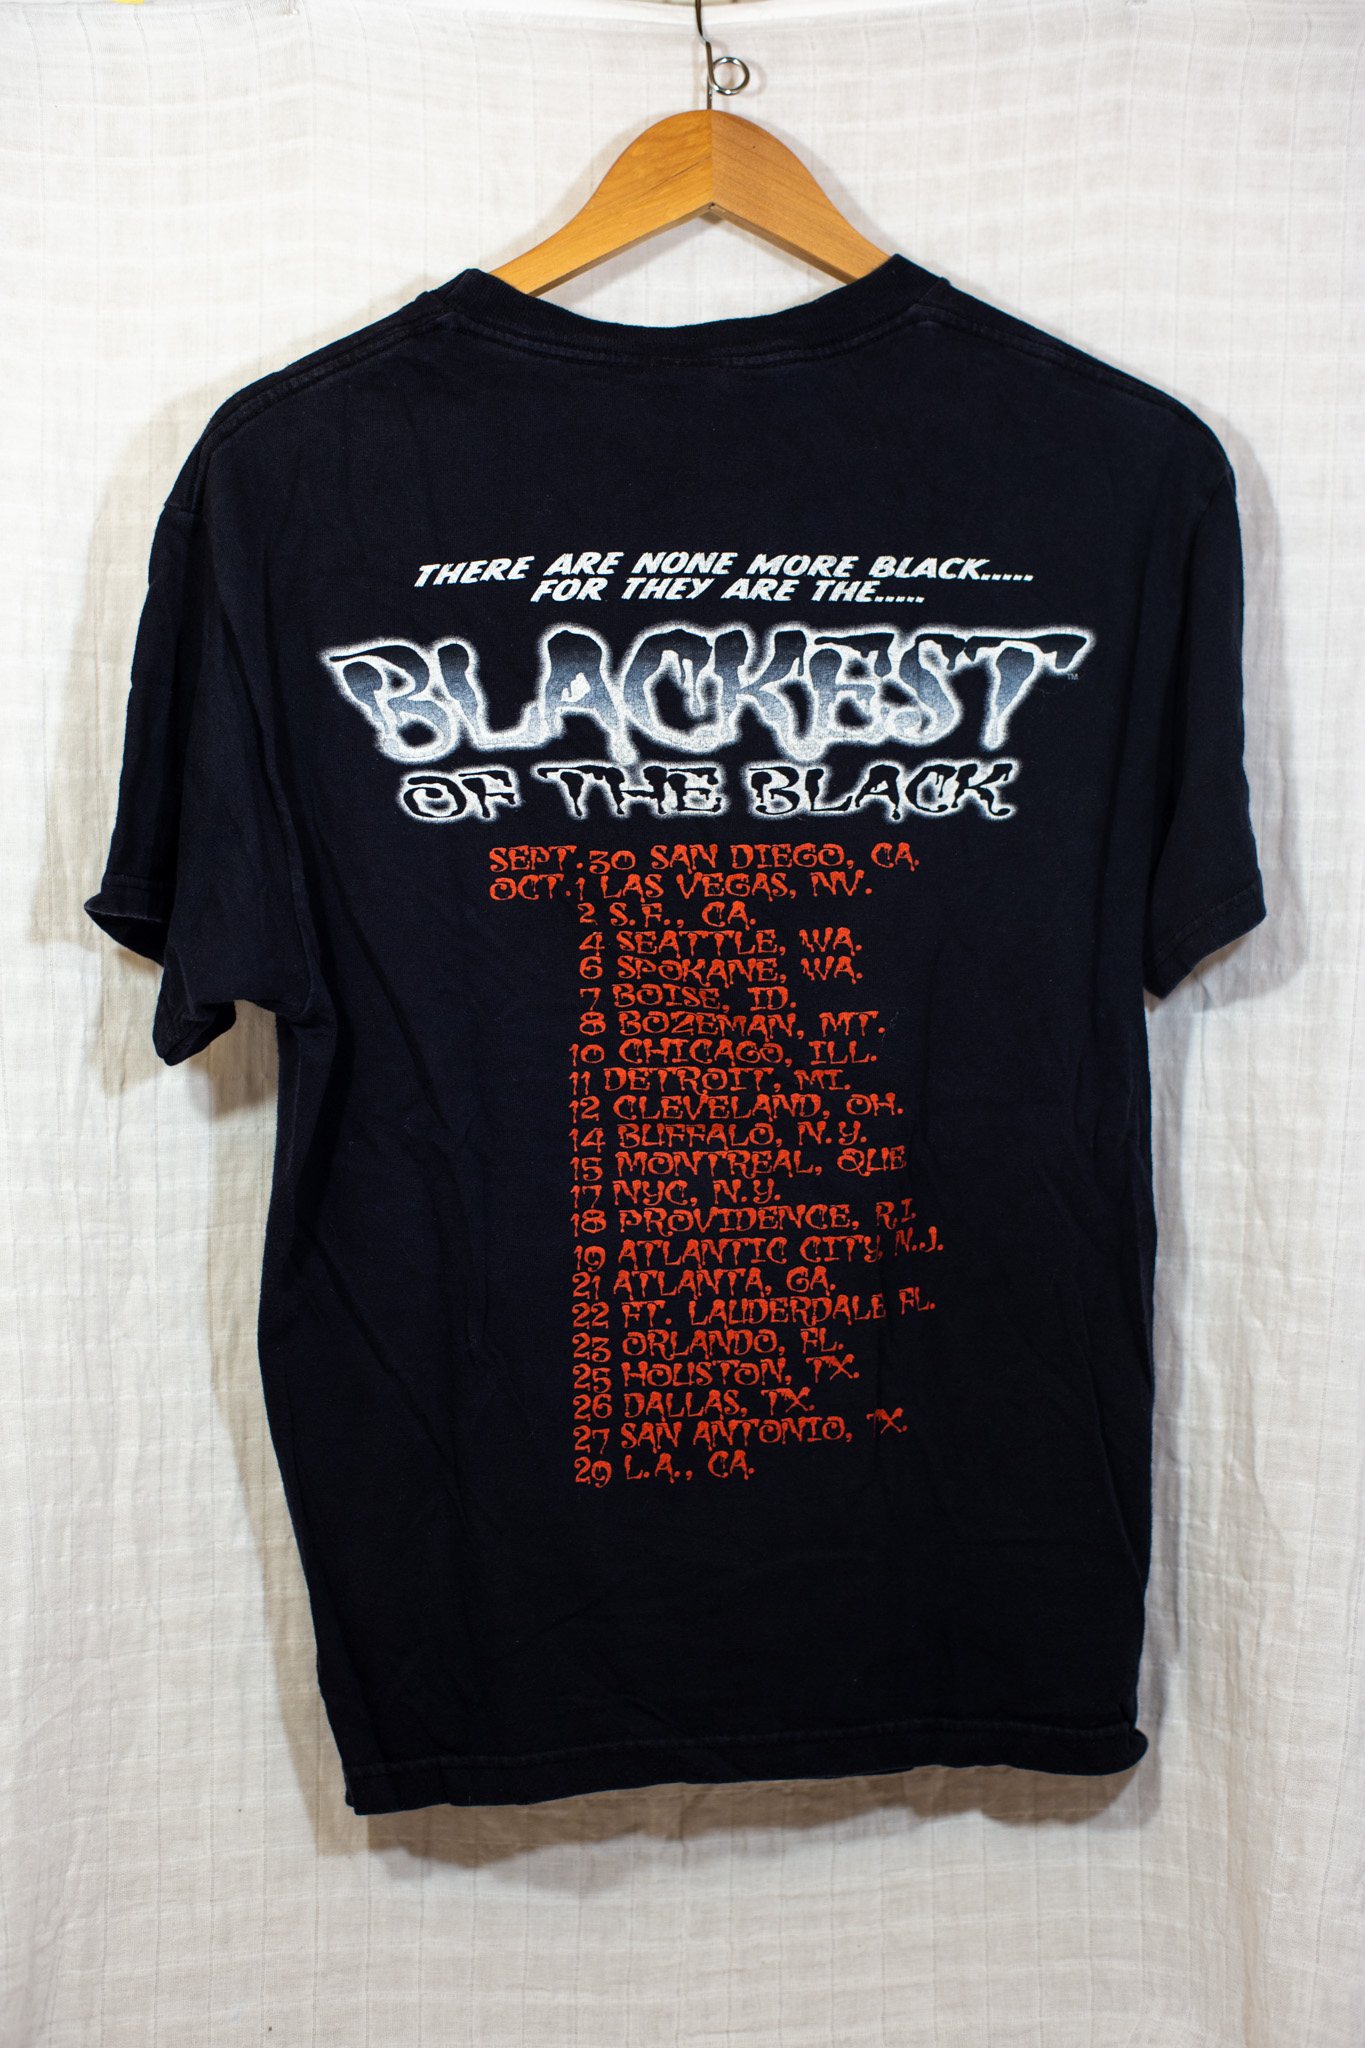 THERE ARE NONE MORE BLACK.....
FOR THEY ARE THE.....
BLACKEST™
OF THE BLACK
SEPT. 30 SAN DIEGO, CA.
OCT. 1 LAS VEGAS, NV.
2 S.F., CA.
4 SEATTLE, WA.
6 SPOKANE, WA.
7 BOISE, ID.
8 BOZEMAN, MT.
10 CHICAGO, ILL.
11 DETROIT, MI.
12 CLEVELAND, OH.
14 BUFFALO, N.Y.
15 MONTREAL, QUE
17 NYC, N.Y.
18 PROVIDENCE, R.I.
19 ATLANTIC CITY, N.J.
21 ATLANTA, GA.
22 FT. LAUDERDALE FL.
23 ORLANDO, FL.
25 HOUSTON, TX.
26 DALLAS, TX.
27 SAN ANTONIO, TX.
29 L.A., CA.